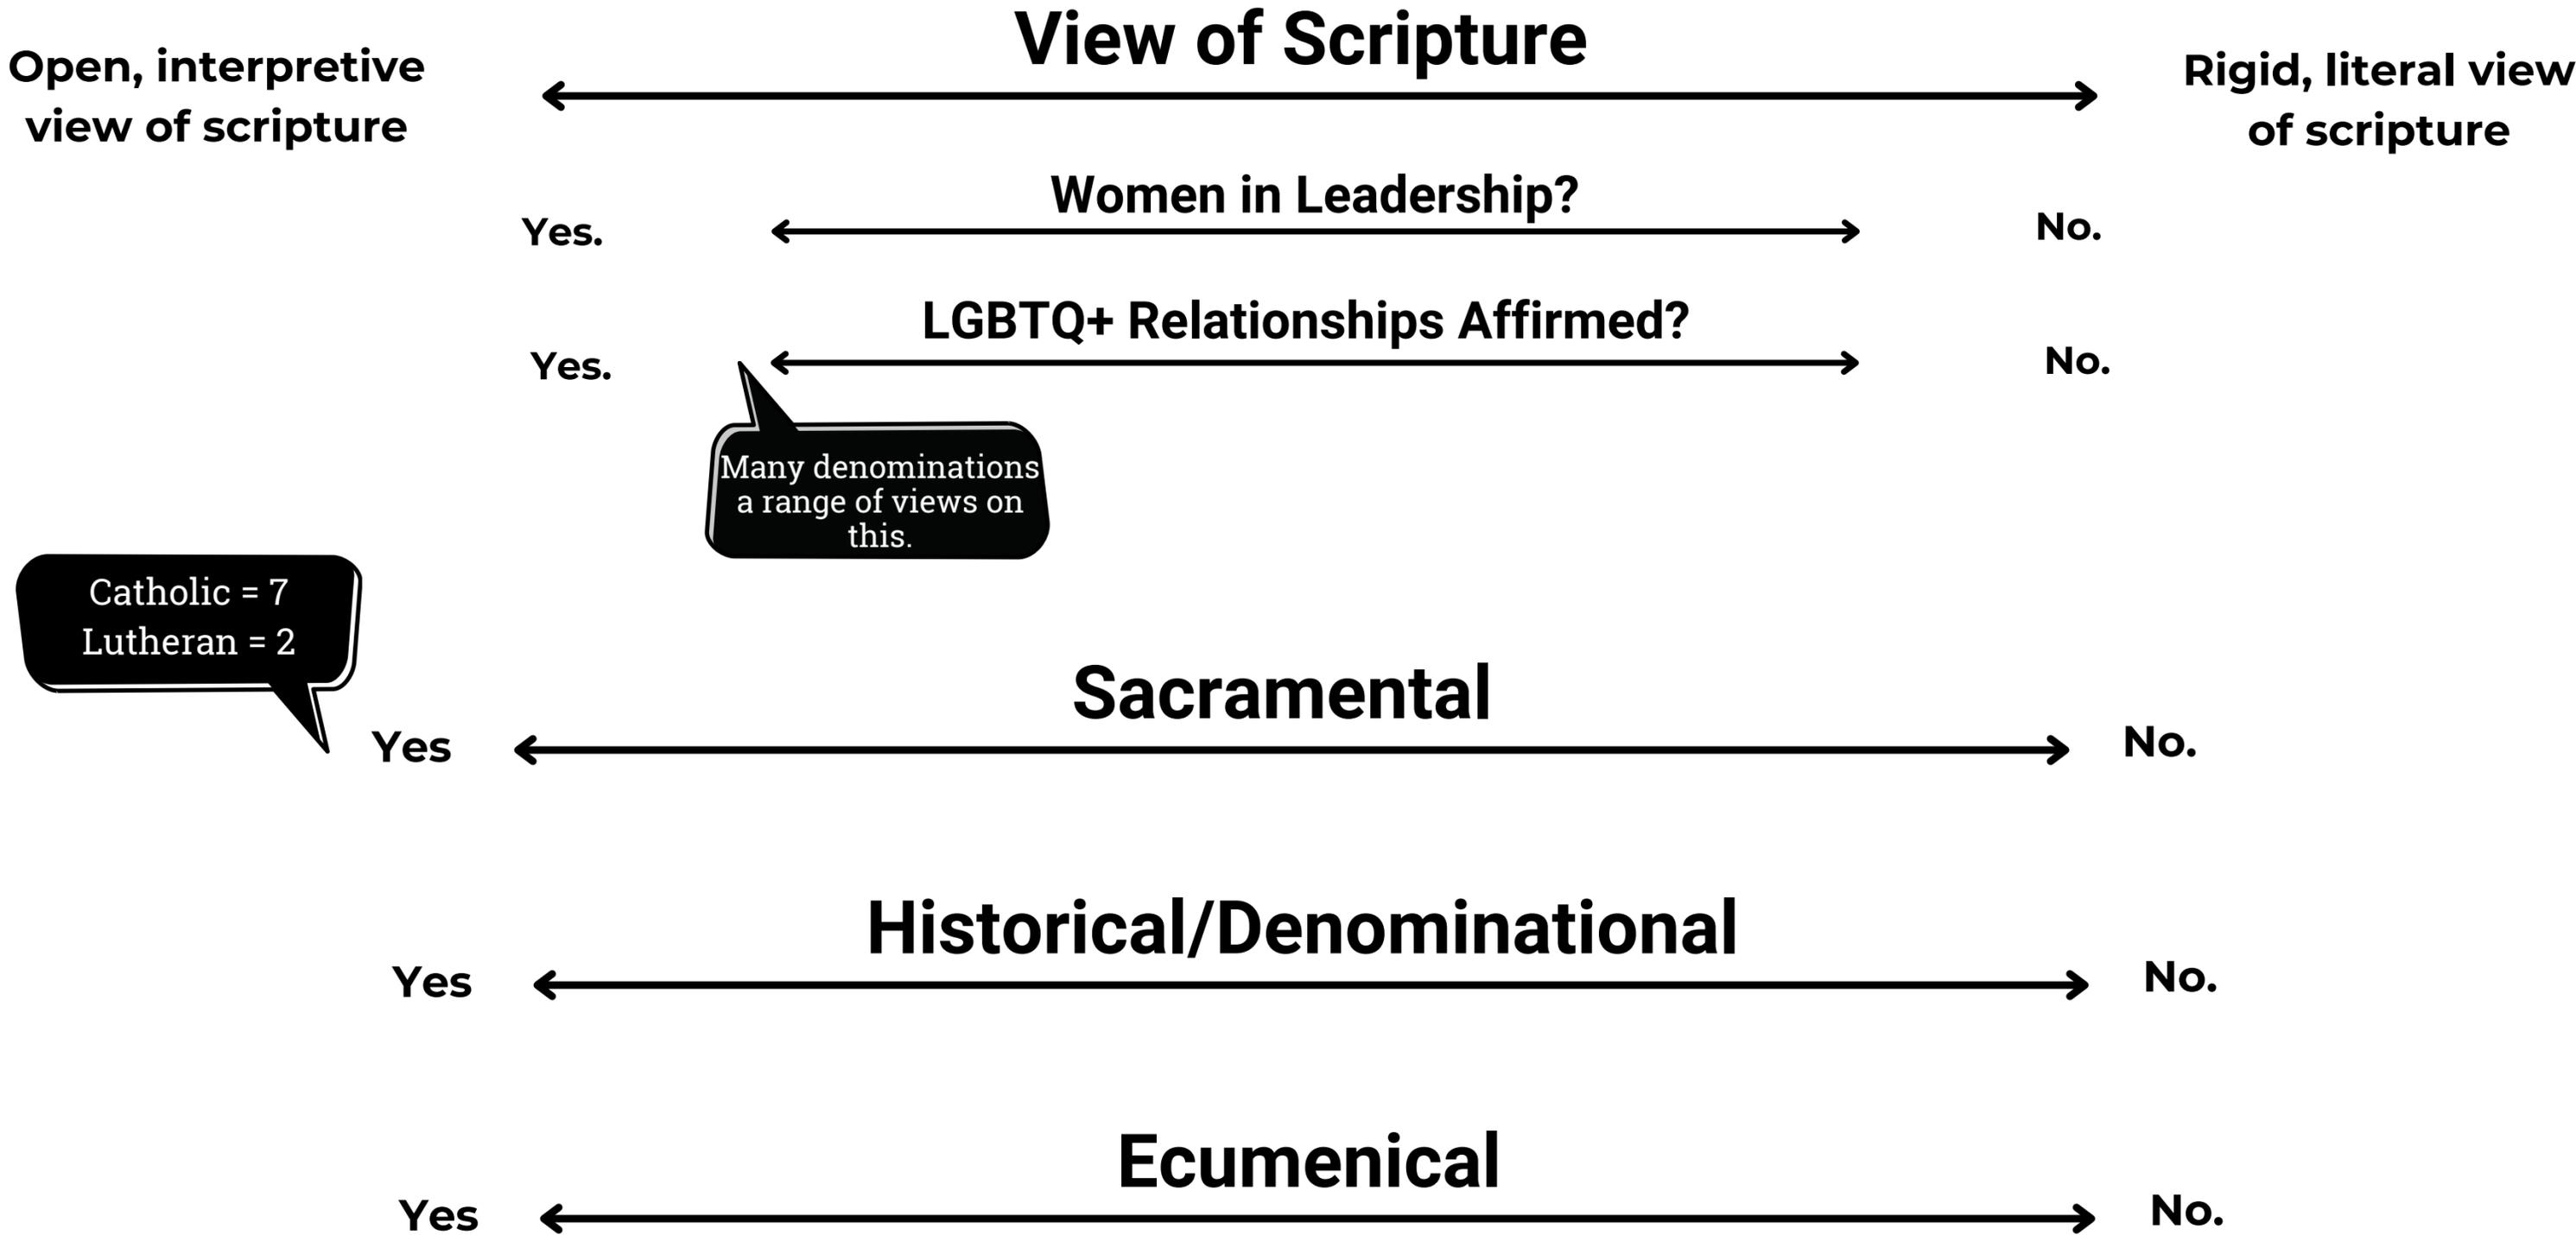 View of Scripture
Open, interpretive
view of scripture
Rigid, literal view
of scripture
Women in Leadership?
Yes.
No.
LGBTQ+ Relationships Affirmed?
Yes.
No.
Many denominations
a range of views on
this.
Catholic = 7
Lutheran = 2
Sacramental
Yes
No.
Historical/Denominational
Yes
No.
Ecumenical
Yes
No.